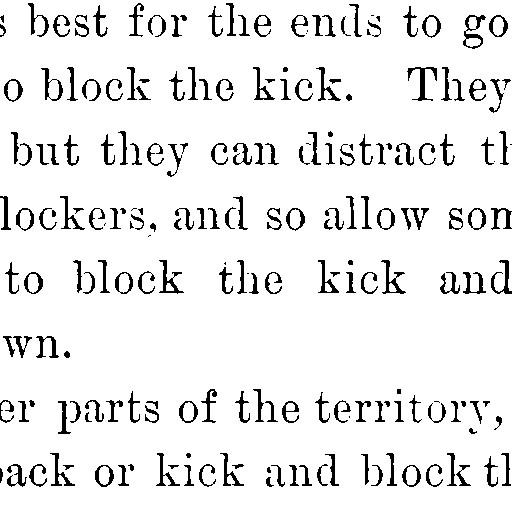 s best for the ends to go
o block the kick. They
but they can distract th
lockers, and so allow som
to block the kick and
wn.
er parts of the territory,
back or kick and block th